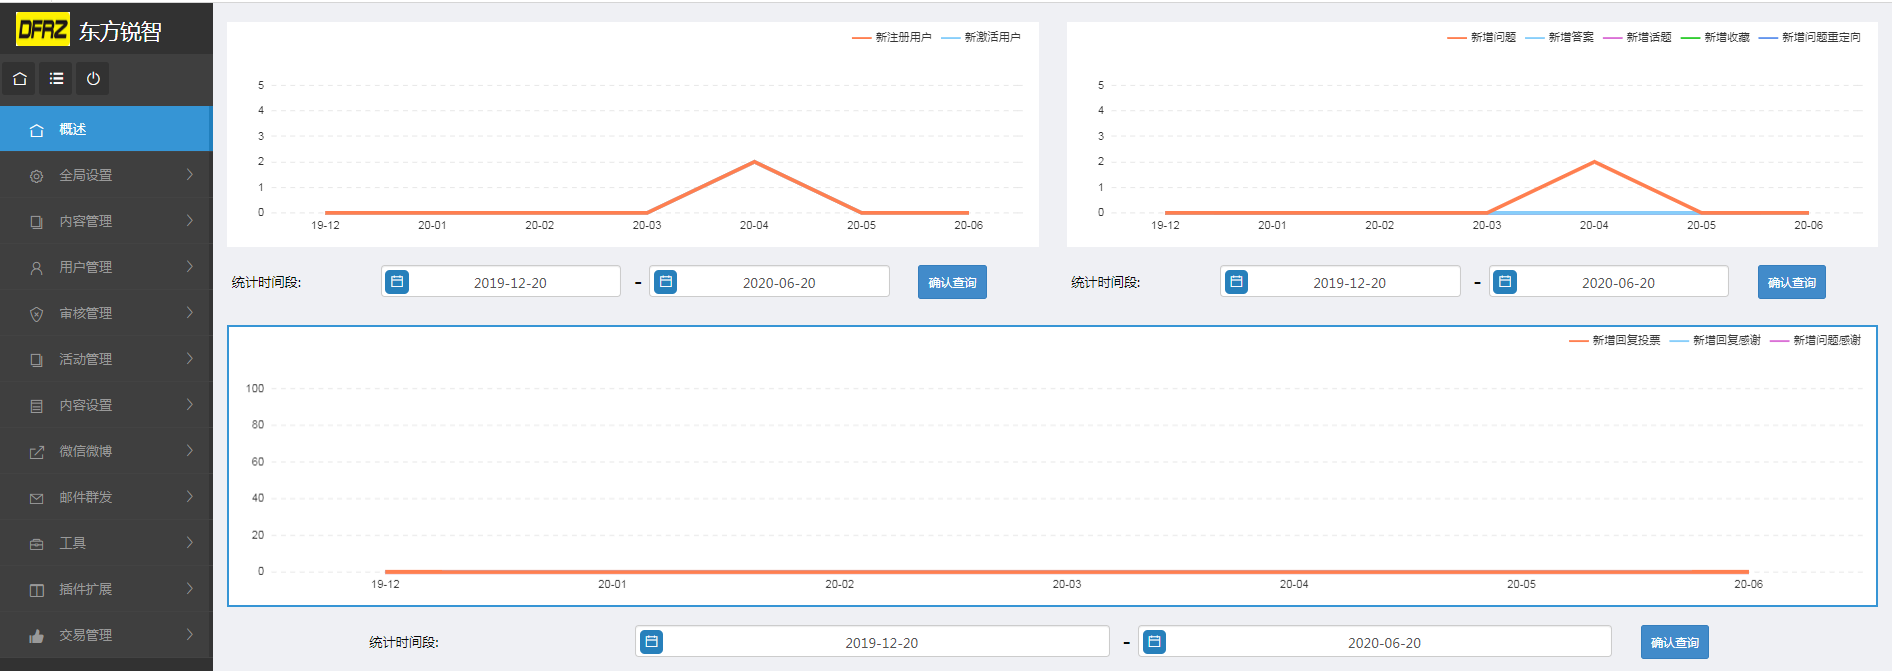 DFRZ 东方锐智
概述
全局设置
内容管理
用户管理
审核管理
活动管理
内容设置
微信微博
邮件群发
工具
插件扩展
交易管理
新注册用户 新激活用户
5
4
3
2
1
0
19-12 20-01 20-02 20-03 20-04 20-05 20-06
统计时间段: 2019-12-20 - 2020-06-20 确认查询
新增问题 新增答案 新增话题 新增收藏 新增问题重定向
5
4
3
2
1
0
19-12 20-01 20-02 20-03 20-04 20-05 20-06
统计时间段: 2019-12-20 - 2020-06-20 确认查询
新增回复投票 新增回复感谢 新增问题感谢
100
80
60
40
20
0
19-12 20-01 20-02 20-03 20-04 20-05 20-06
统计时间段: 2019-12-20 - 2020-06-20 确认查询